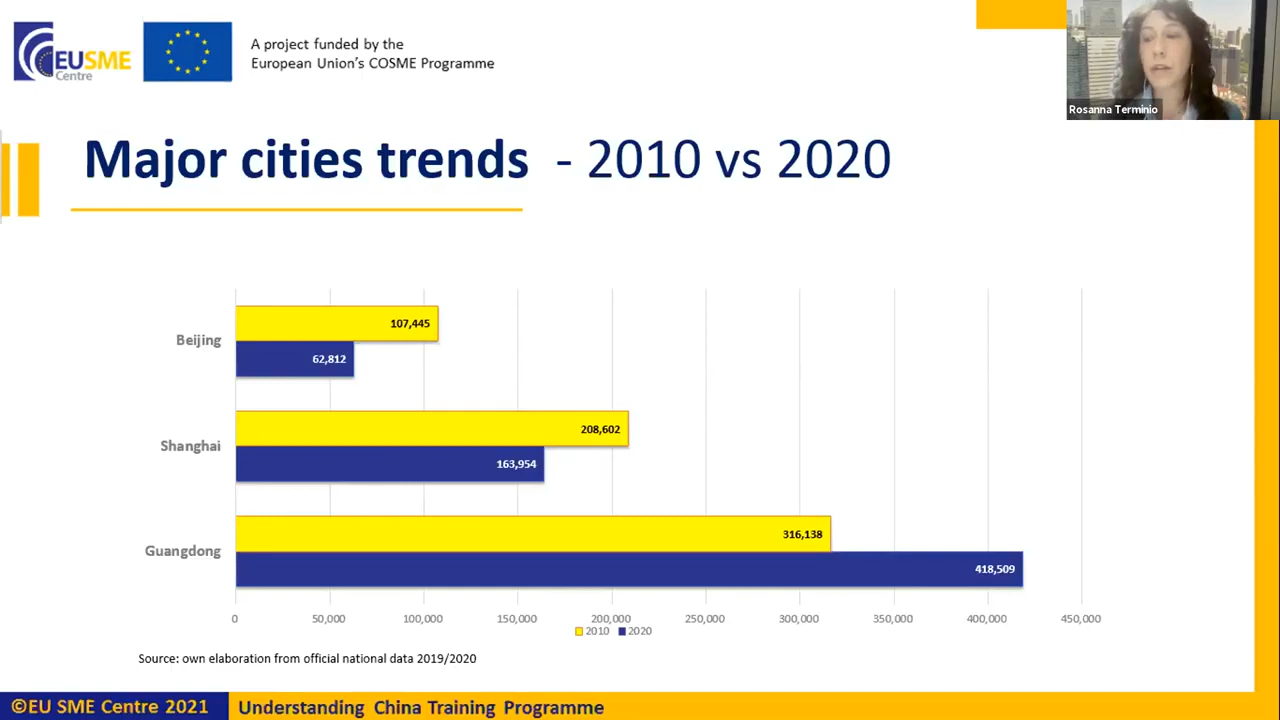 EUSME
Centre
A project funded by the
European Union's COSME Programme
Rosanna Terminio
Major cities trends - 2010 vs 2020
Beijing
107,445
62,812
Shanghai
208,602
163,954
Guangdong
316,138
418,509
0 50,000 100,000 150,000 200,000 250,000 300,000 350,000 400,000 450,000
2010 2020
Source: own elaboration from official national data 2019/2020
©EU SME Centre 2021 Understanding China Training Programme